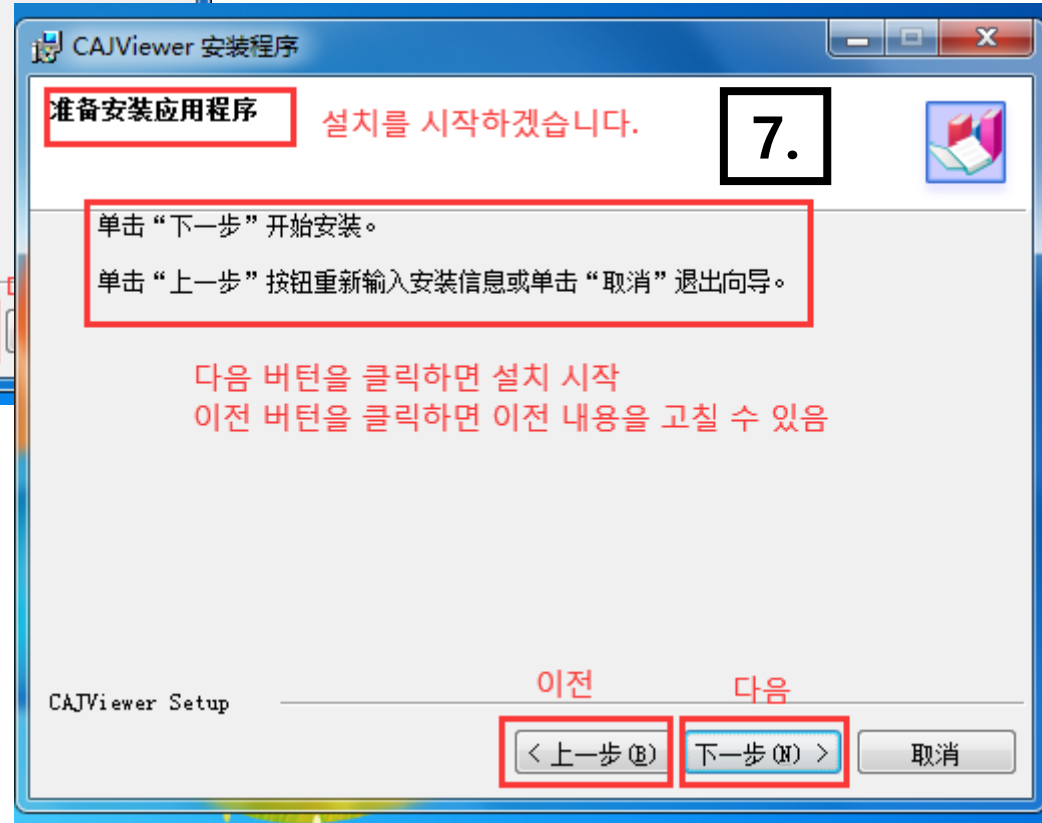 CAJViewer 安装程序
准备安装应用程序
설치를 시작하겠습니다.
7.
单击“下一步”开始安装。
单击“上一步”按钮重新输入安装信息或单击“取消”退出向导。
다음 버턴을 클릭하면 설치 시작
이전 버턴을 클릭하면 이전 내용을 고칠 수 있음
이전
다음
CAJViewer Setup
< 上一步(B)
下一步(N) >
取消